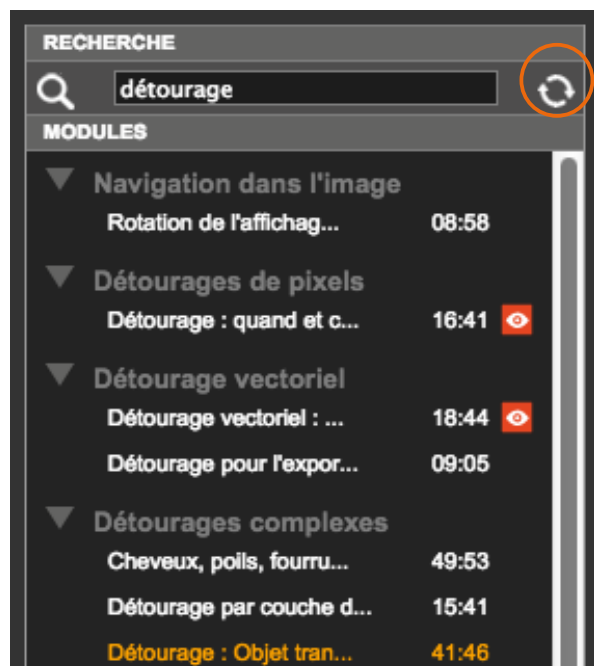 RECHERCHE
détourage
MODULES
Navigation dans l'image
Rotation de l'affichag... 08:58
Détourages de pixels
Détourage : quand et c... 16:41
Détourage vectoriel
Détourage vectoriel : ... 18:44
Détourage pour l'expor... 09:05
Détourages complexes
Cheveux, poils, fourru... 49:53
Détourage par couche d... 15:41
Détourage : Objet tran... 41:46